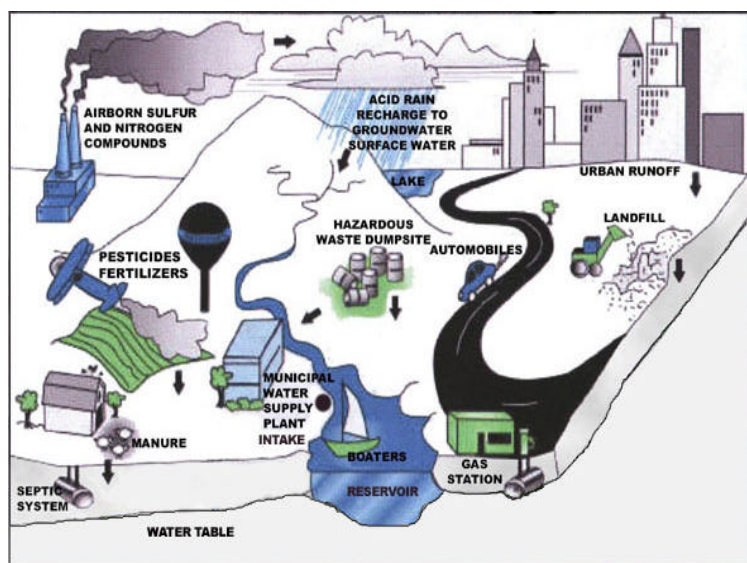 AIRBORN SULFUR
AND NITROGEN
COMPOUNDS
ACID RAIN
RECHARGE TO
GROUNDWATER
SURFACE WATER
LAKE
URBAN RUNOFF
PESTICIDES
FERTILIZERS
HAZARDOUS
WASTE DUMPSITE
AUTOMOBILES
LANDFILL
MUNICIPAL
WATER
SUPPLY
PLANT
INTAKE
MANURE
BOATERS
GAS
STATION
SEPTIC
SYSTEM
RESERVOIR
WATER TABLE